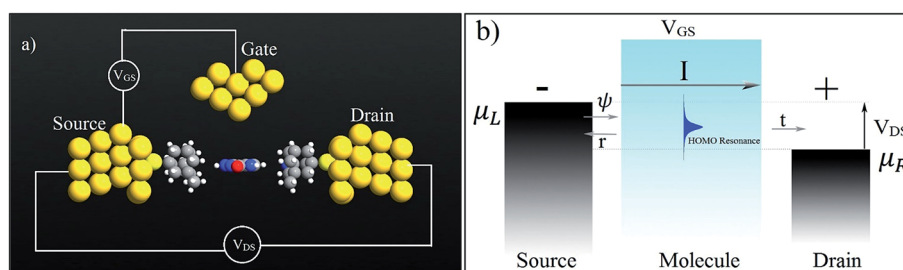 a)
Gate
VGS
Source
Drain
VDS
b)
VGS
I
-
+
μL
ψ
r
t
HOMO Resonance
VDS
μR
Source
Molecule
Drain